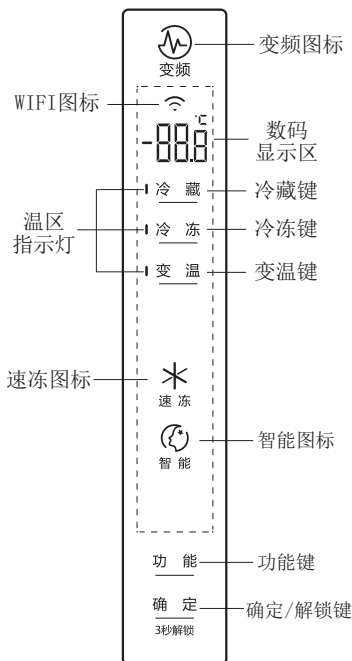 变频图标
变频
WIFI图标
℃
-88.8
数码
显示区
冷 藏
冷藏键
温区
指示灯
冷 冻
冷冻键
变 温
变温键
速冻图标
速 冻
智能图标
智 能
功 能
功能键
确 定
确定/解锁键
3秒解锁